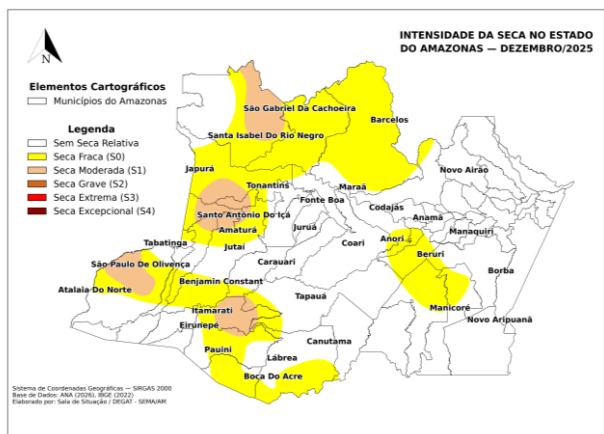 INTENSIDADE DA SECA NO ESTADO
DO AMAZONAS — DEZEMBRO/2025
N
Elementos Cartográficos
Municípios do Amazonas
Legenda
Sem Seca Relativa
Seca Fraca (S0)
Seca Moderada (S1)
Seca Grave (S2)
Seca Extrema (S3)
Seca Excepcional (S4)
São Gabriel Da Cachoeira
Barcelos
Santa Isabel Do Rio Negro
Japurá
Novo Airão
Tonantins
Maraã
Fonte Boa
Codajás
Santo Antônio Do Içá
Anamã
Amaturá
Juruá
Manaquiri
Anori
Tabatinga
Jutaí
Coari
Beruri
São Paulo De Olivença
Carauari
Borba
Atalaia Do Norte
Benjamin Constant
Tapauá
Itamarati
Manicoré
Eirunepé
Novo Aripuanã
Canutama
Pauini
Lábrea
Boca Do Acre
Sistema de Coordenadas Geográficas — SIRGAS 2000
Base de Dados: ANA (2026), IBGE (2022)
Elaborado por: Sala de Situação / DEGAT - SEMA/AM